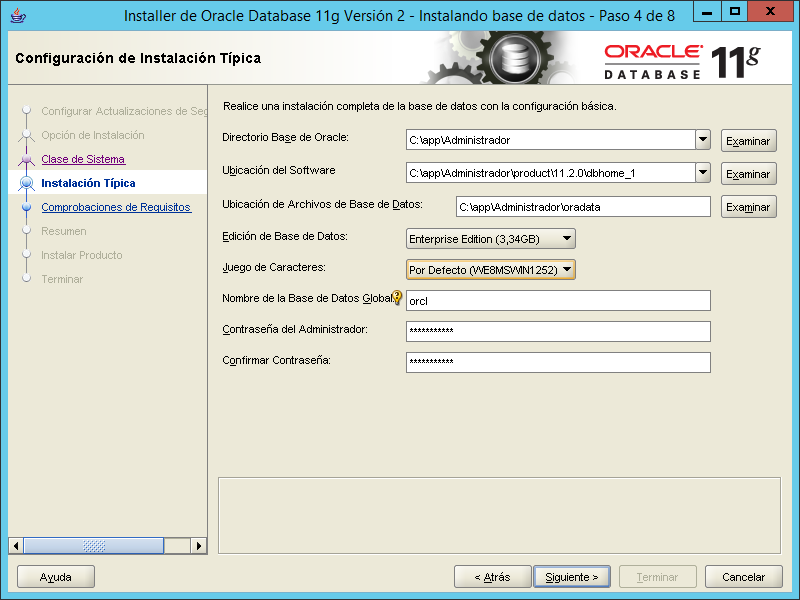 Installer de Oracle Database 11g Versión 2 - Instalando base de datos - Paso 4 de 8
Configuración de Instalación Típica
ORACLE
DATABASE 11g
Configurar Actualizaciones de Seg
Opción de Instalación
Clase de Sistema
Instalación Típica
Comprobaciones de Requisitos
Resumen
Instalar Producto
Terminar
Realice una instalación completa de la base de datos con la configuración básica.
Directorio Base de Oracle: C:\app\Administrador Examinar
Ubicación del Software C:\app\Administrador\product\11.2.0\dbhome_1 Examinar
Ubicación de Archivos de Base de Datos: C:\app\Administrador\oradata Examinar
Edición de Base de Datos: Enterprise Edition (3,34GB)
Juego de Caracteres: Por Defecto (WE8MSWIN1252)
Nombre de la Base de Datos Global: orcl
Contraseña del Administrador: ***********
Confirmar Contraseña: ***********
Ayuda < Atrás Siguiente > Terminar Cancelar